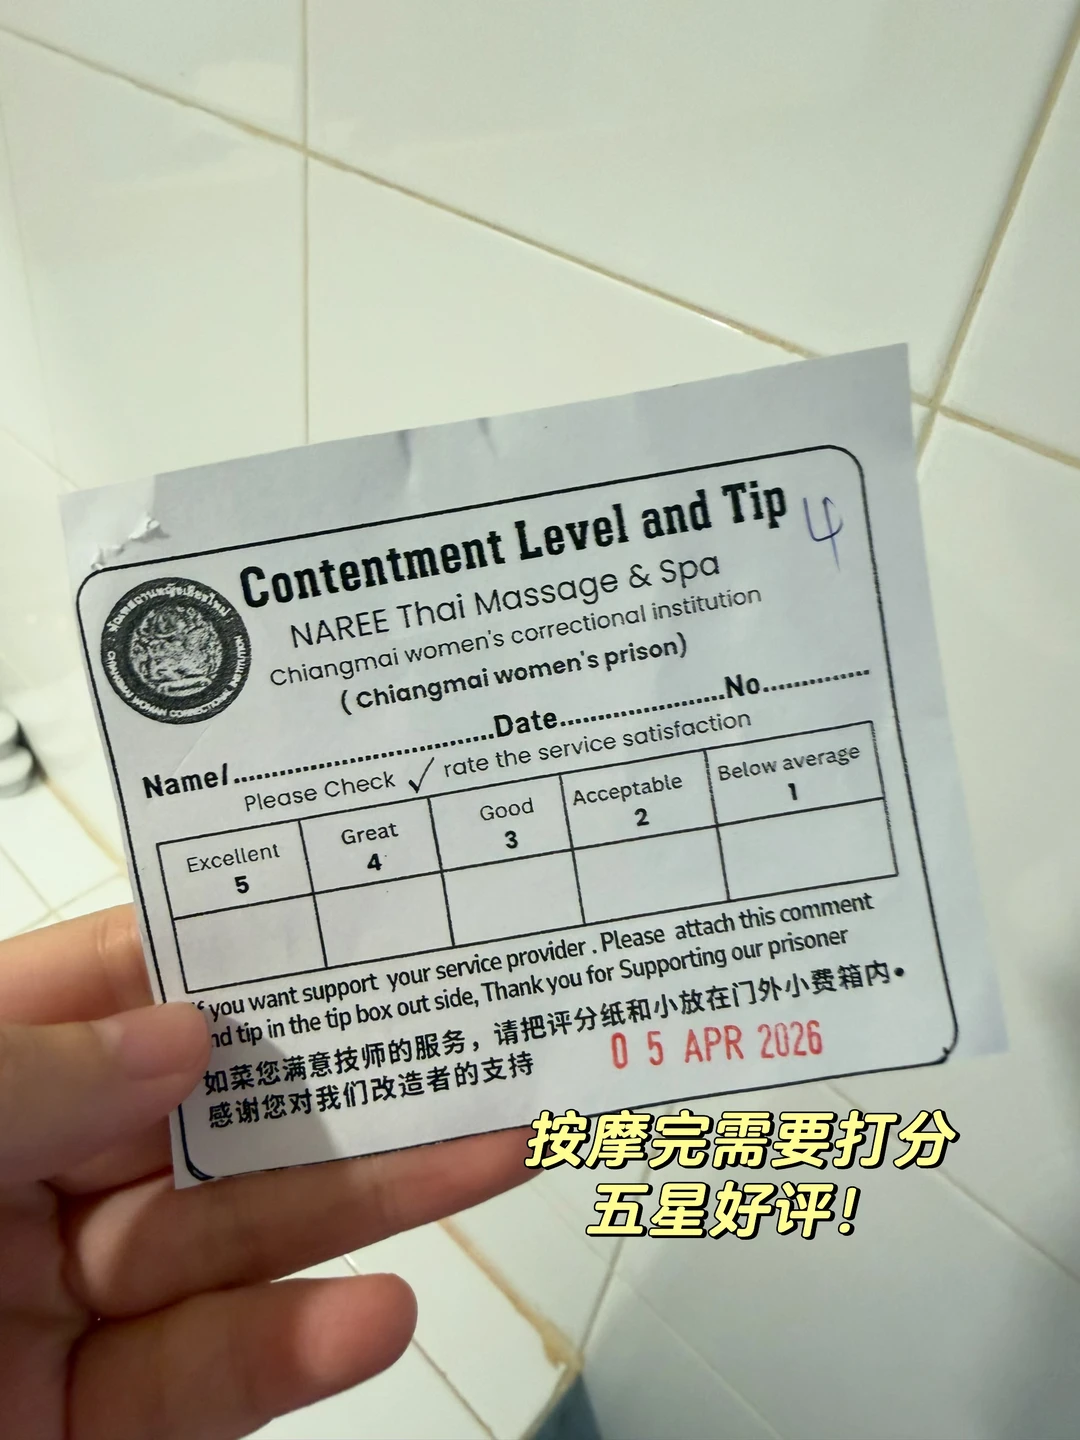 Contentment Level and Tip
4
NAREE Thai Massage & Spa
Chiangmai women's correctional institution
( Chiangmai women's prison)
Name/........................................Date.........................No................
Please Check ✓ rate the service satisfaction
Excellent Great Good Acceptable Below average
5 4 3 2 1
If you want support your service provider . Please attach this comment
and tip in the tip box out side, Thank you for Supporting our prisoner
如菜您满意技师的服务，请把评分纸和小放在门外小费箱内。
感谢您对我们改造者的支持
0 5 APR 2026
按摩完需要打分
五星好评！